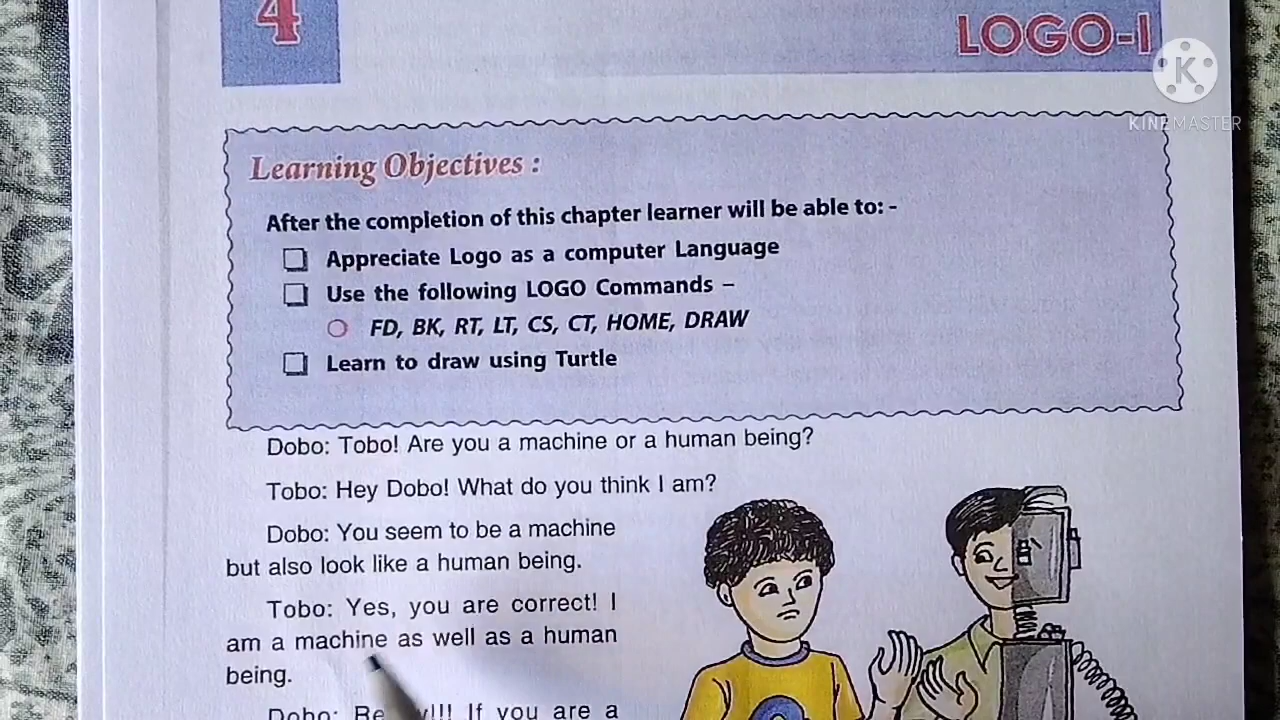 4
LOGO-I
K
KINEMASTER
Learning Objectives :
After the completion of this chapter learner will be able to: -
Appreciate Logo as a computer Language
Use the following LOGO Commands –
FD, BK, RT, LT, CS, CT, HOME, DRAW
Learn to draw using Turtle
Dobo: Tobo! Are you a machine or a human being?
Tobo: Hey Dobo! What do you think I am?
Dobo: You seem to be a machine
but also look like a human being.
Tobo: Yes, you are correct! I
am a machine as well as a human
being.
Dobo: If you are a